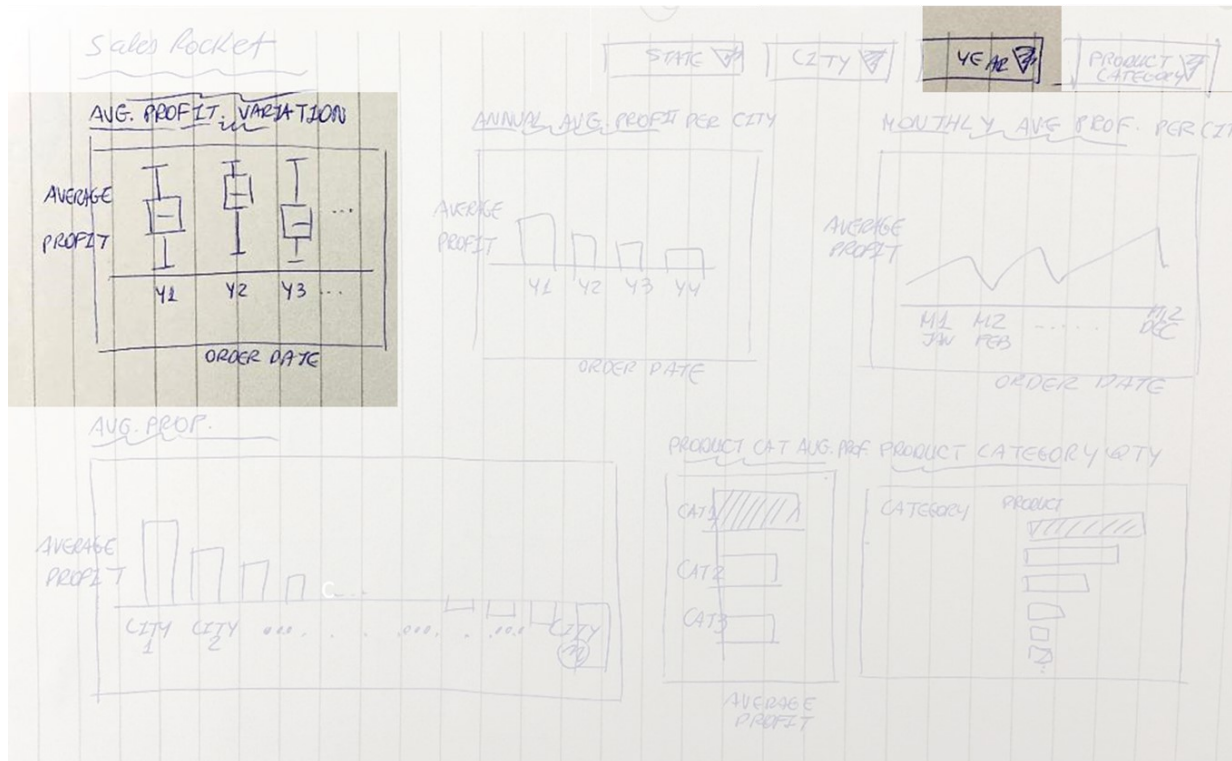 Sales Rocket
STATE
CITY
YEAR
PRODUCT
CATEGORY
AVG. PROFIT. VARIATION
AVERAGE
PROFIT
Y1 Y2 Y3 ...
ORDER DATE
ANNUAL AVG. PROFIT PER CITY
AVERAGE
PROFIT
Y1 Y2 Y3 Y4
ORDER DATE
MONTHLY AVG PROF. PER CIT
AVERAGE
PROFIT
M1 M2 ..... M12
JAN FEB DEC
ORDER DATE
AVG. PROF.
AVERAGE
PROFIT
CITY CITY CITY
1 2 n
PRODUCT CAT AVG. PROF.
CAT1
CAT2
CAT3
AVERAGE
PROFIT
PRODUCT CATEGORY QTY
CATEGORY PRODUCT